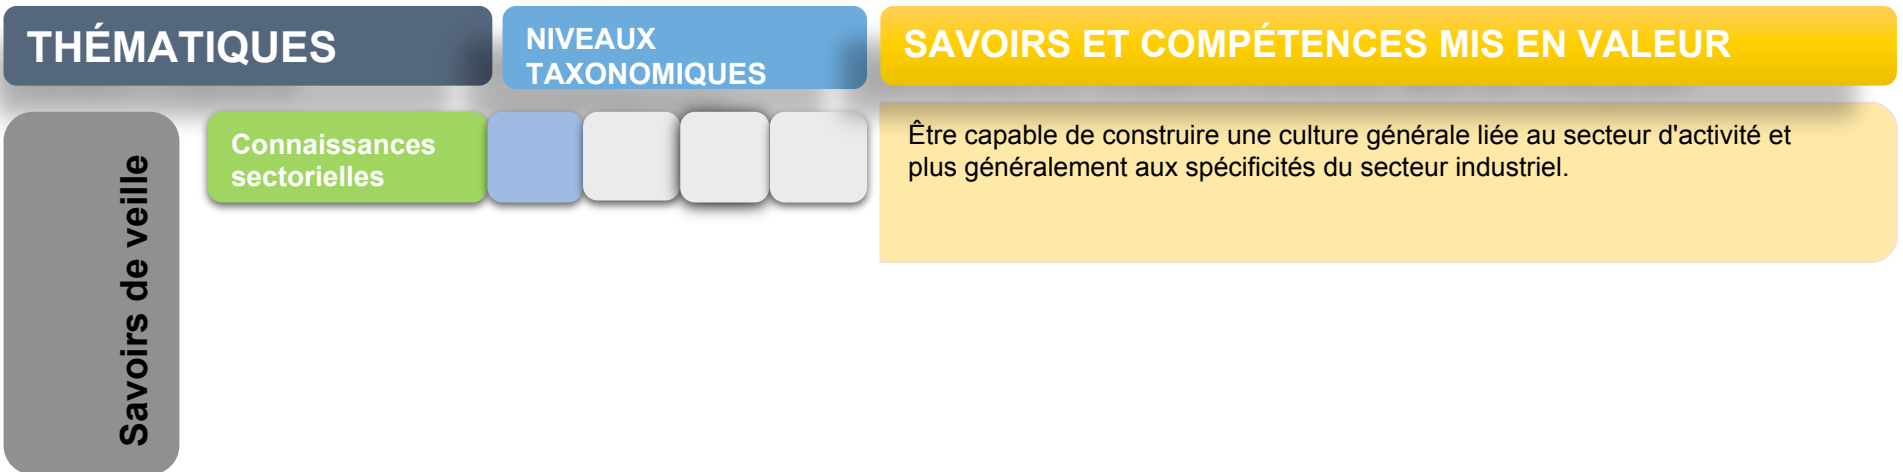 THÉMATIQUES
NIVEAUX
TAXONOMIQUES
SAVOIRS ET COMPÉTENCES MIS EN VALEUR
Savoirs de veille
Connaissances
sectorielles
Être capable de construire une culture générale liée au secteur d'activité et
plus généralement aux spécificités du secteur industriel.